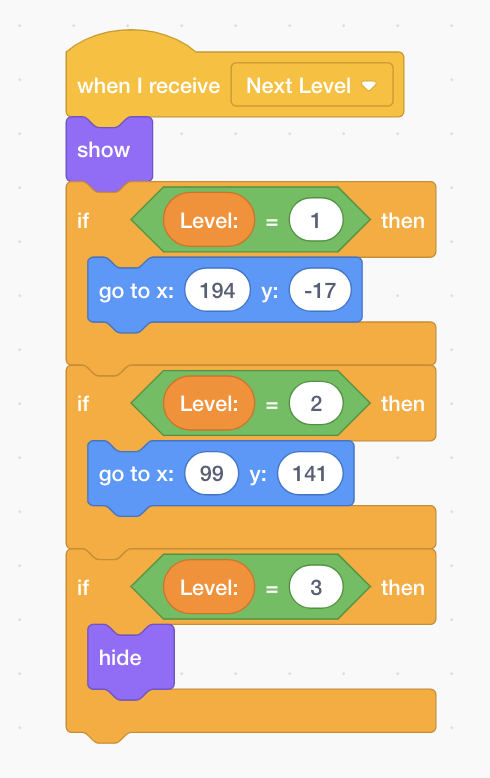 when I receive Next Level
show
if Level: = 1 then
go to x: 194 y: -17
if Level: = 2 then
go to x: 99 y: 141
if Level: = 3 then
hide